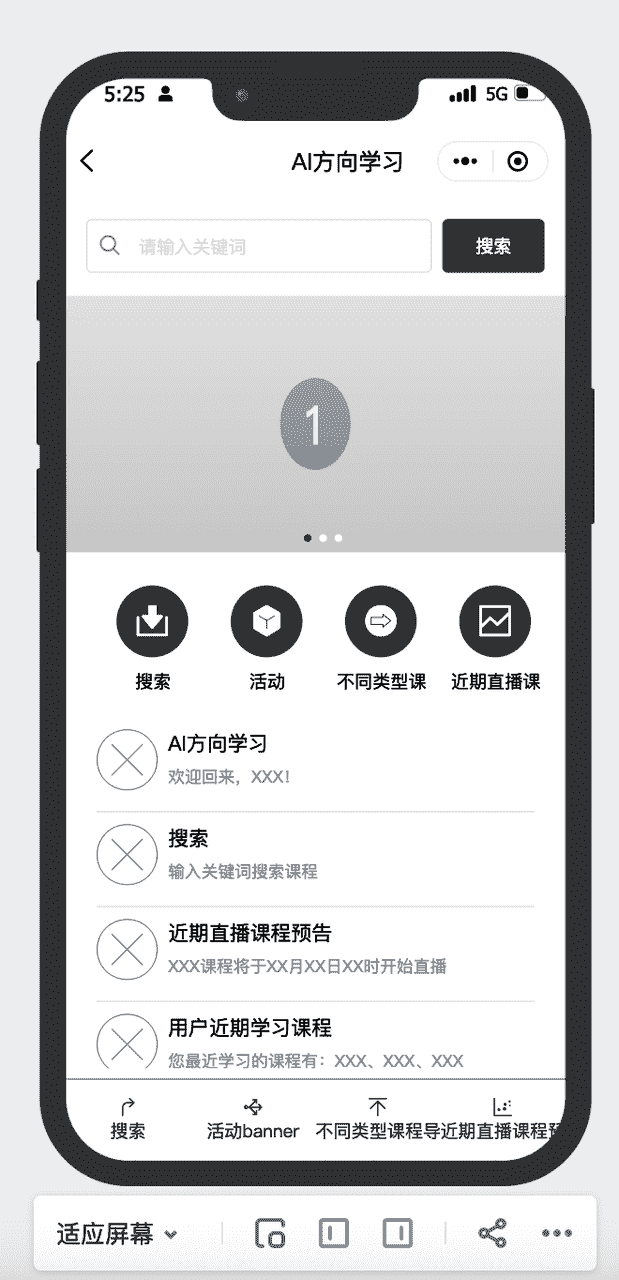 5:25 5G
AI方向学习
请输入关键词 搜索
1
搜索 活动 不同类型课 近期直播课
AI方向学习
欢迎回来，XXX！
搜索
输入关键词搜索课程
近期直播课程预告
XXX课程将于XX月XX日XX时开始直播
用户近期学习课程
您最近学习的课程有：XXX、XXX、XXX
搜索 活动banner 不同类型课程导 近期直播课程预
适应屏幕